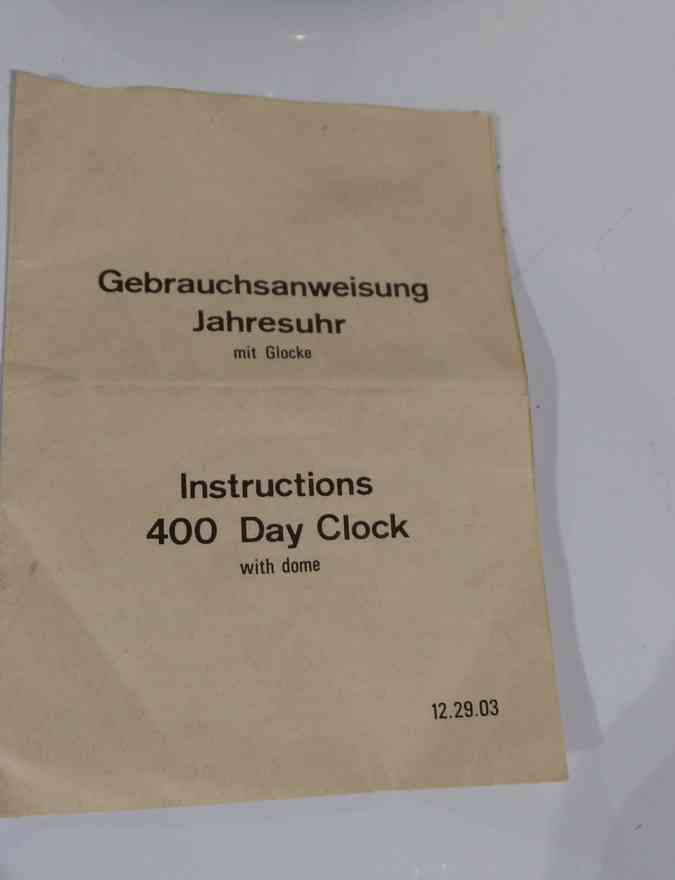 Gebrauchsanweisung
Jahresuhr
mit Glocke
Instructions
400 Day Clock
with dome
12.29.03